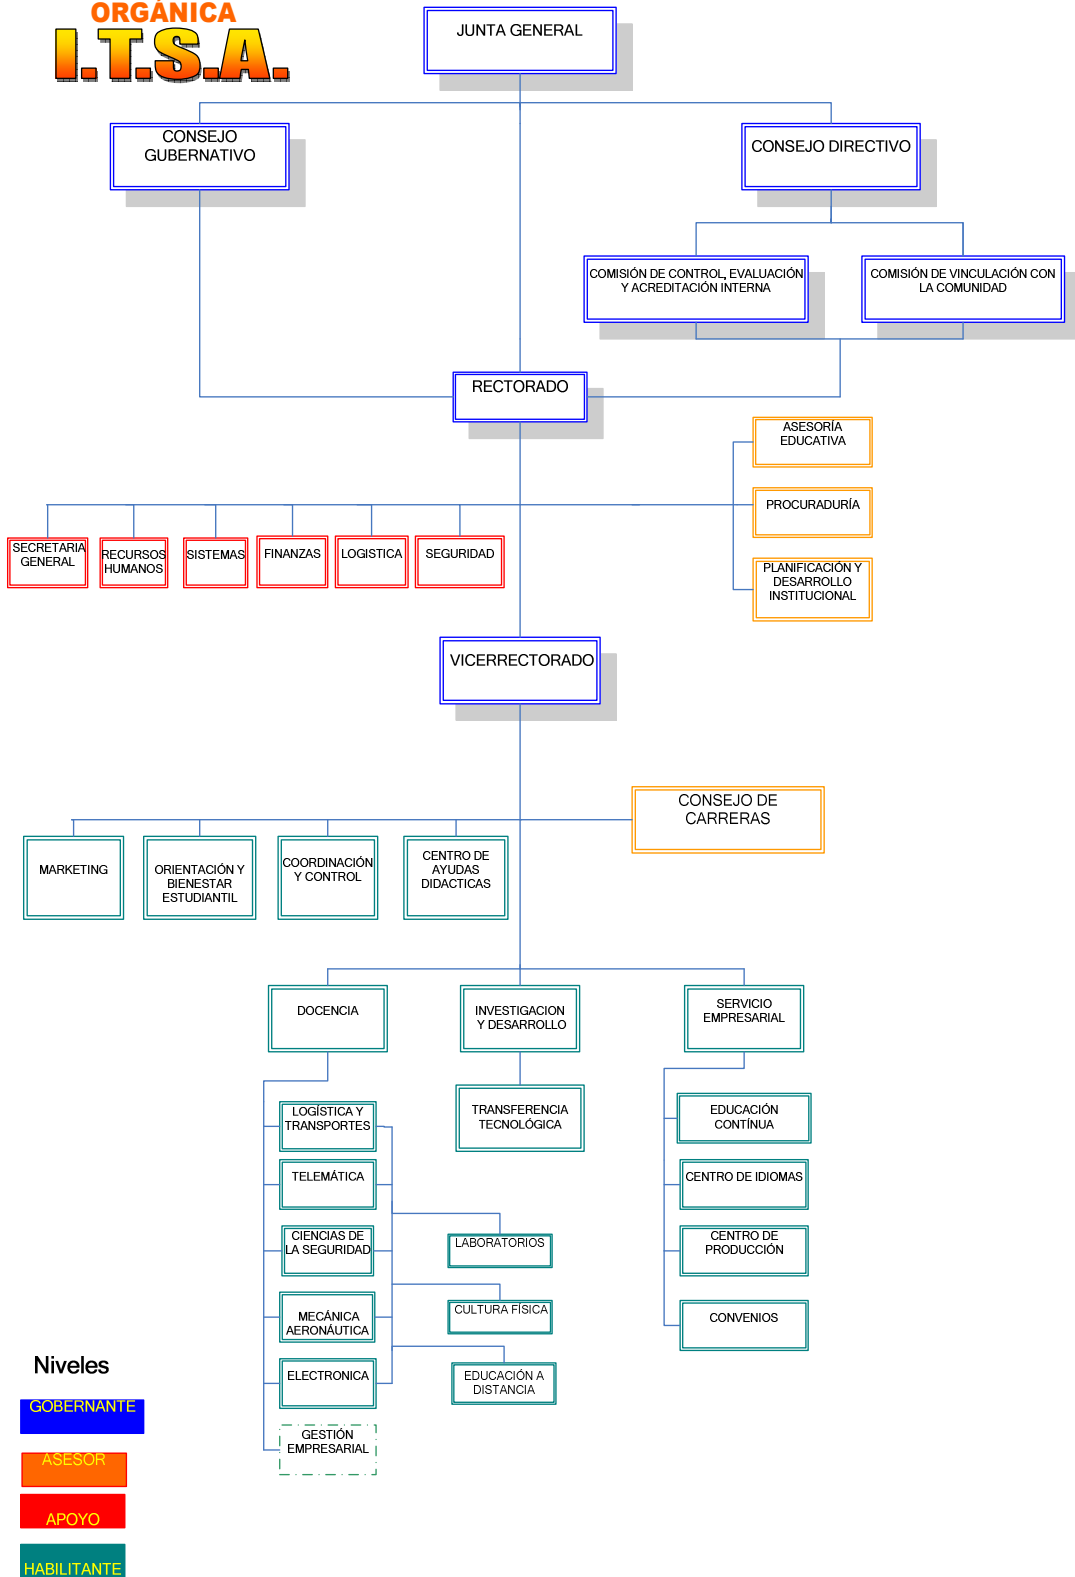 ORGÁNICA
I.T.S.A.
JUNTA GENERAL
CONSEJO
GUBERNATIVO
CONSEJO DIRECTIVO
COMISIÓN DE CONTROL, EVALUACIÓN
Y ACREDITACIÓN INTERNA
COMISIÓN DE VINCULACIÓN CON
LA COMUNIDAD
RECTORADO
ASESORÍA
EDUCATIVA
PROCURADURÍA
PLANIFICACIÓN Y
DESARROLLO
INSTITUCIONAL
SECRETARIA
GENERAL
RECURSOS
HUMANOS
SISTEMAS
FINANZAS
LOGISTICA
SEGURIDAD
VICERRECTORADO
CONSEJO DE
CARRERAS
MARKETING
ORIENTACIÓN Y
BIENESTAR
ESTUDIANTIL
COORDINACIÓN
Y CONTROL
CENTRO DE
AYUDAS
DIDACTICAS
DOCENCIA
INVESTIGACION
Y DESARROLLO
SERVICIO
EMPRESARIAL
LOGÍSTICA Y
TRANSPORTES
TELEMÁTICA
CIENCIAS DE
LA SEGURIDAD
MECÁNICA
AERONÁUTICA
ELECTRONICA
GESTIÓN
EMPRESARIAL
TRANSFERENCIA
TECNOLÓGICA
LABORATORIOS
CULTURA FÍSICA
EDUCACIÓN A
DISTANCIA
EDUCACIÓN
CONTÍNUA
CENTRO DE IDIOMAS
CENTRO DE
PRODUCCIÓN
CONVENIOS
Niveles
GOBERNANTE
ASESOR
APOYO
HABILITANTE